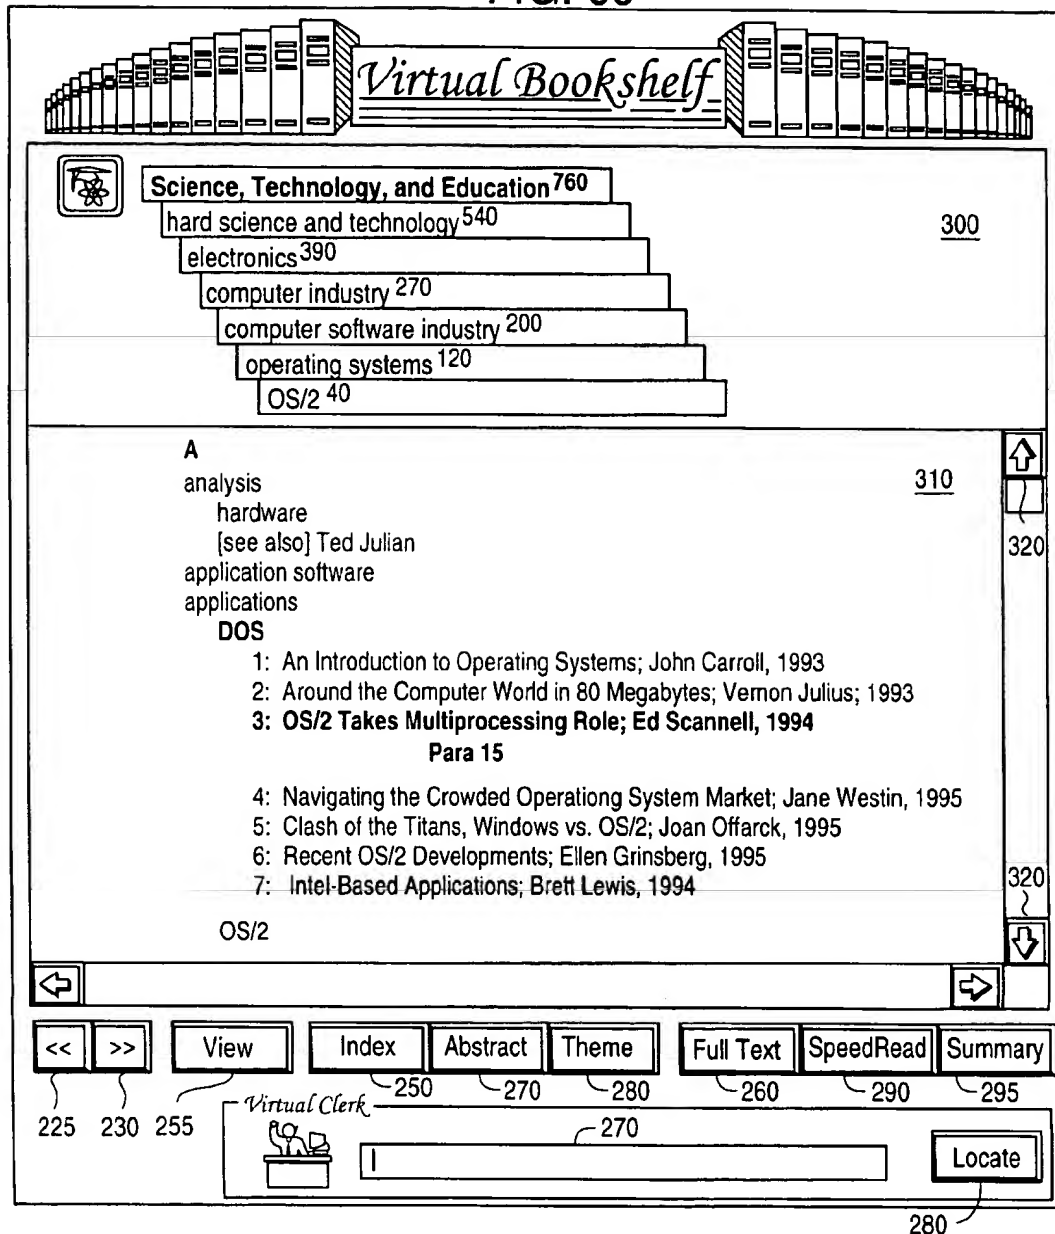 Virtual Bookshelf
Science, Technology, and Education 760
hard science and technology 540
300
electronics 390
computer industry 270
computer software industry 200
operating systems 120
OS/2 40
A
310
analysis
hardware
[see also] Ted Julian
320
application software
applications
DOS
1: An Introduction to Operating Systems; John Carroll, 1993
2: Around the Computer World in 80 Megabytes; Vernon Julius; 1993
3: OS/2 Takes Multiprocessing Role; Ed Scannell, 1994
Para 15
4: Navigating the Crowded Operationg System Market; Jane Westin, 1995
5: Clash of the Titans, Windows vs. OS/2; Joan Offarck, 1995
6: Recent OS/2 Developments; Ellen Grinsberg, 1995
7: Intel-Based Applications; Brett Lewis, 1994
320
OS/2
<< >> View Index Abstract Theme Full Text SpeedRead Summary
250 270 280 260 290 295
225 230 255
Virtual Clerk
270
Locate
280